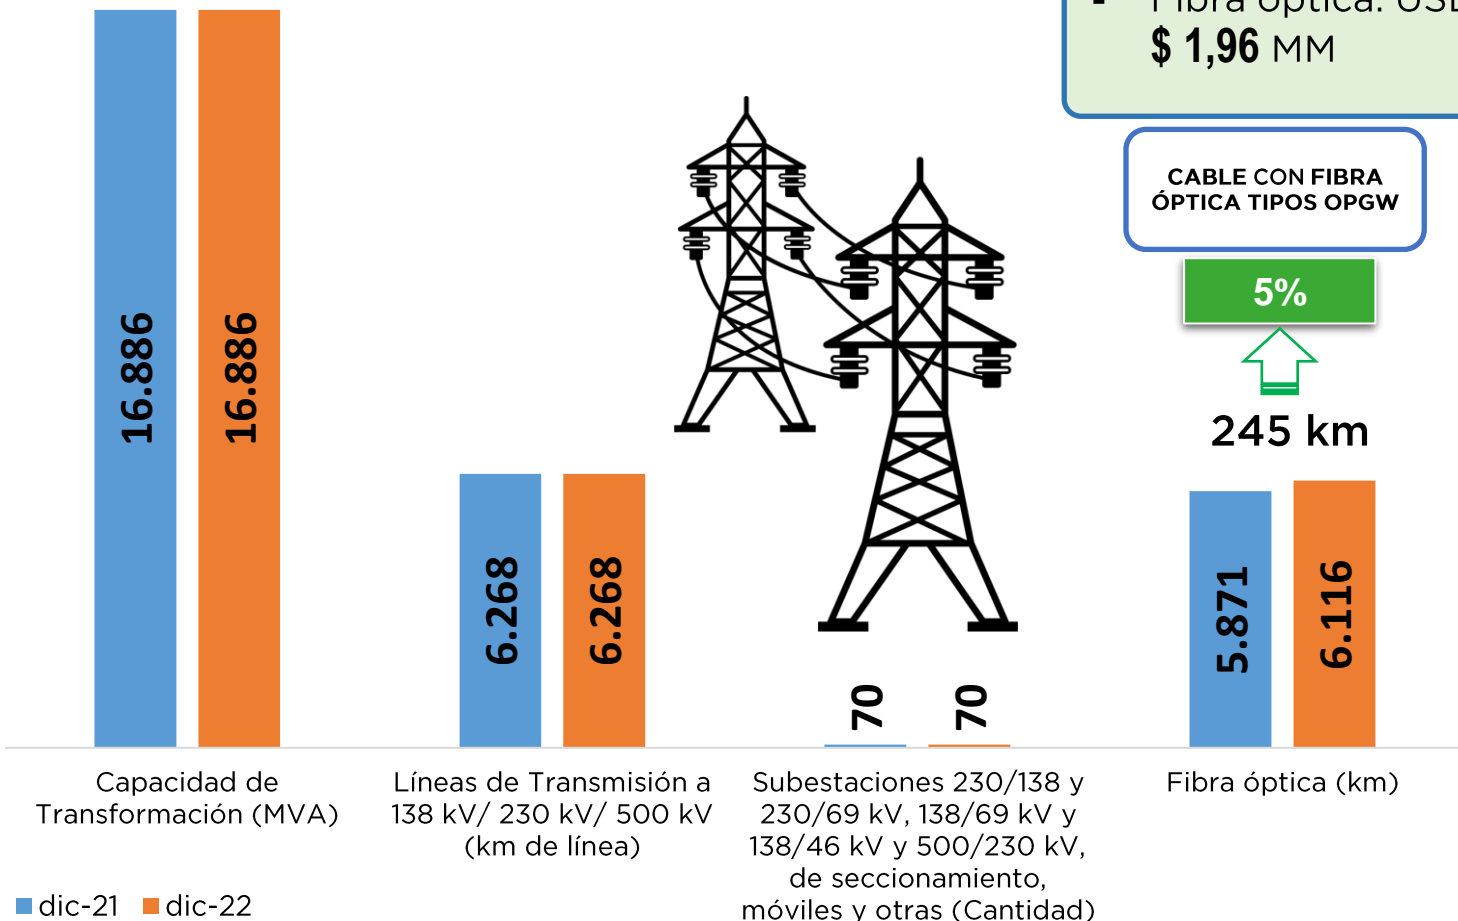 - Fibra óptica: USD
$ 1,96 MM
CABLE CON FIBRA
ÓPTICA TIPOS OPGW
5%
245 km
16.886
16.886
6.268
6.268
70
70
5.871
6.116
Capacidad de
Transformación (MVA)
Líneas de Transmisión a
138 kV/ 230 kV/ 500 kV
(km de línea)
Subestaciones 230/138 y
230/69 kV, 138/69 kV y
138/46 kV y 500/230 kV,
de seccionamiento,
móviles y otras (Cantidad)
Fibra óptica (km)
dic-21
dic-22